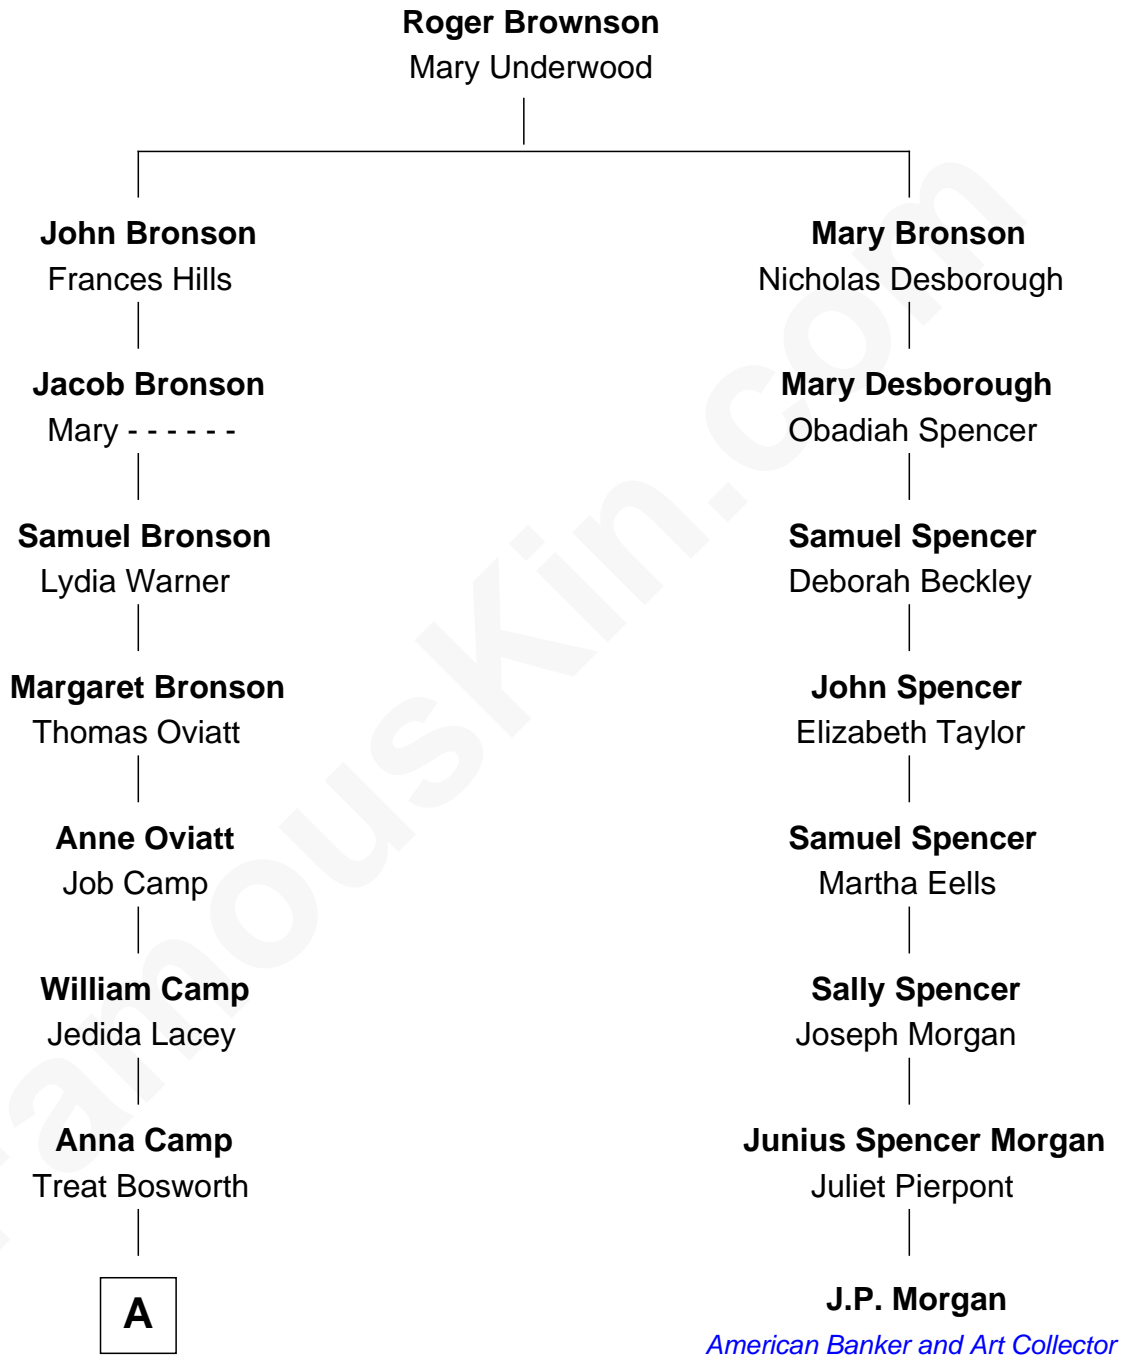 Roger Brownson
Mary Underwood
John Bronson
Frances Hills
Mary Bronson
Nicholas Desborough
Jacob Bronson
Mary - - - - - -
Mary Desborough
Obadiah Spencer
Samuel Bronson
Lydia Warner
Samuel Spencer
Deborah Beckley
Margaret Bronson
Thomas Oviatt
John Spencer
Elizabeth Taylor
Anne Oviatt
Job Camp
Samuel Spencer
Martha Eells
William Camp
Jedida Lacey
Sally Spencer
Joseph Morgan
Anna Camp
Treat Bosworth
Junius Spencer Morgan
Juliet Pierpont
A
J.P. Morgan
American Banker and Art Collector
FamousKin.com